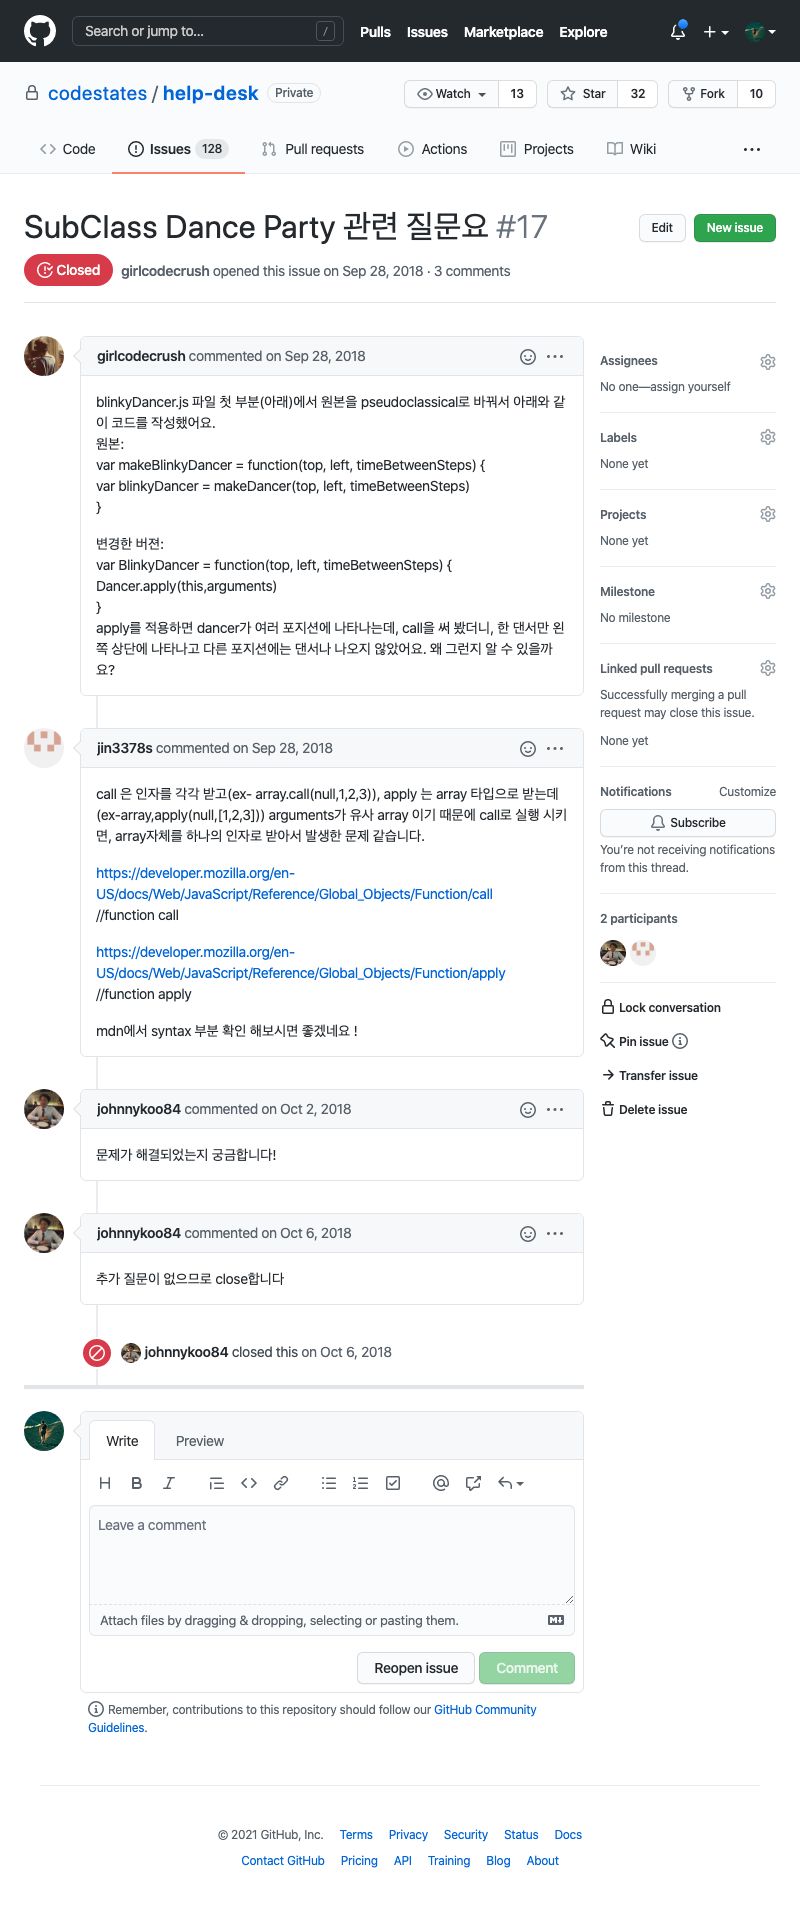 Search or jump to... /
Pulls Issues Marketplace Explore
codestates / help-desk Private
Watch 13 Star 32 Fork 10
Code Issues 128 Pull requests Actions Projects Wiki
SubClass Dance Party 관련 질문요 #17
Edit New issue
Closed girlcodecrush opened this issue on Sep 28, 2018 · 3 comments
girlcodecrush commented on Sep 28, 2018
blinkyDancer.js 파일 첫 부분(아래)에서 원본을 pseudoclassical로 바꿔서 아래와 같
이 코드를 작성했어요.
원본:
var makeBlinkyDancer = function(top, left, timeBetweenSteps) {
var blinkyDancer = makeDancer(top, left, timeBetweenSteps)
}
변경한 버젼:
var BlinkyDancer = function(top, left, timeBetweenSteps) {
Dancer.apply(this,arguments)
}
apply를 적용하면 dancer가 여러 포지션에 나타나는데, call을 써 봤더니, 한 댄서만 왼
쪽 상단에 나타나고 다른 포지션에는 댄서나 나오지 않았어요. 왜 그런지 알 수 있을까
요?
jin3378s commented on Sep 28, 2018
call 은 인자를 각각 받고(ex- array.call(null,1,2,3)), apply 는 array 타입으로 받는데
(ex-array,apply(null,[1,2,3])) arguments가 유사 array 이기 때문에 call로 실행 시키
면, array자체를 하나의 인자로 받아서 발생한 문제 같습니다.
https://developer.mozilla.org/en-
US/docs/Web/JavaScript/Reference/Global_Objects/Function/call
//function call
https://developer.mozilla.org/en-
US/docs/Web/JavaScript/Reference/Global_Objects/Function/apply
//function apply
mdn에서 syntax 부분 확인 해보시면 좋겠네요 !
johnnykoo84 commented on Oct 2, 2018
문제가 해결되었는지 궁금합니다!
johnnykoo84 commented on Oct 6, 2018
추가 질문이 없으므로 close합니다
johnnykoo84 closed this on Oct 6, 2018
Assignees
No one—assign yourself
Labels
None yet
Projects
None yet
Milestone
No milestone
Linked pull requests
Successfully merging a pull
request may close this issue.
None yet
Notifications Customize
Subscribe
You're not receiving notifications
from this thread.
2 participants
Lock conversation
Pin issue
Transfer issue
Delete issue
Write Preview
H B I
Leave a comment
Attach files by dragging & dropping, selecting or pasting them.
Reopen issue Comment
Remember, contributions to this repository should follow our GitHub Community
Guidelines.
© 2021 GitHub, Inc. Terms Privacy Security Status Docs
Contact GitHub Pricing API Training Blog About